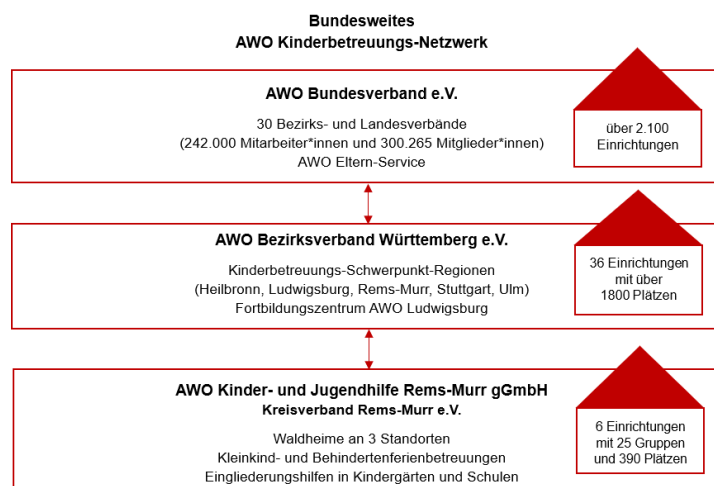 Bundesweites
AWO Kinderbetreuungs-Netzwerk
AWO Bundesverband e.V.
30 Bezirks- und Landesverbände
(242.000 Mitarbeiter*innen und 300.265 Mitglieder*innen)
AWO Eltern-Service
über 2.100
Einrichtungen
AWO Bezirksverband Württemberg e.V.
Kinderbetreuungs-Schwerpunkt-Regionen
(Heilbronn, Ludwigsburg, Rems-Murr, Stuttgart, Ulm)
Fortbildungszentrum AWO Ludwigsburg
36 Einrichtungen
mit über
1800 Plätzen
AWO Kinder- und Jugendhilfe Rems-Murr gGmbH
Kreisverband Rems-Murr e.V.
Waldheime an 3 Standorten
Kleinkind- und Behindertenferienbetreuungen
Eingliederungshilfen in Kindergärten und Schulen
6 Einrichtungen
mit 25 Gruppen
und 390 Plätzen